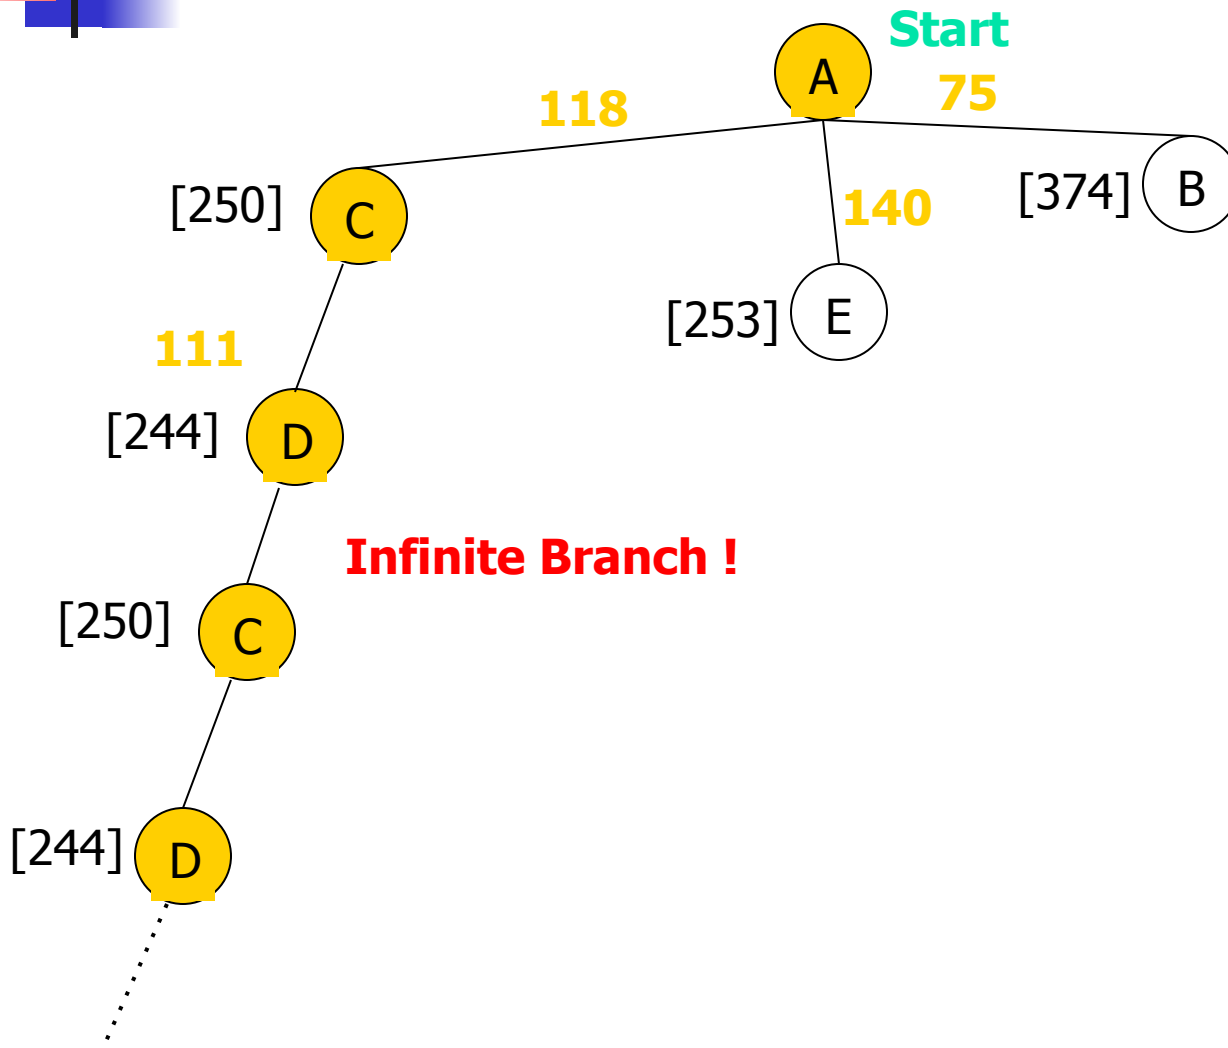 Start
A
75
118
[250] C
[374] B
140
[253] E
111
[244] D
Infinite Branch !
[250] C
[244] D